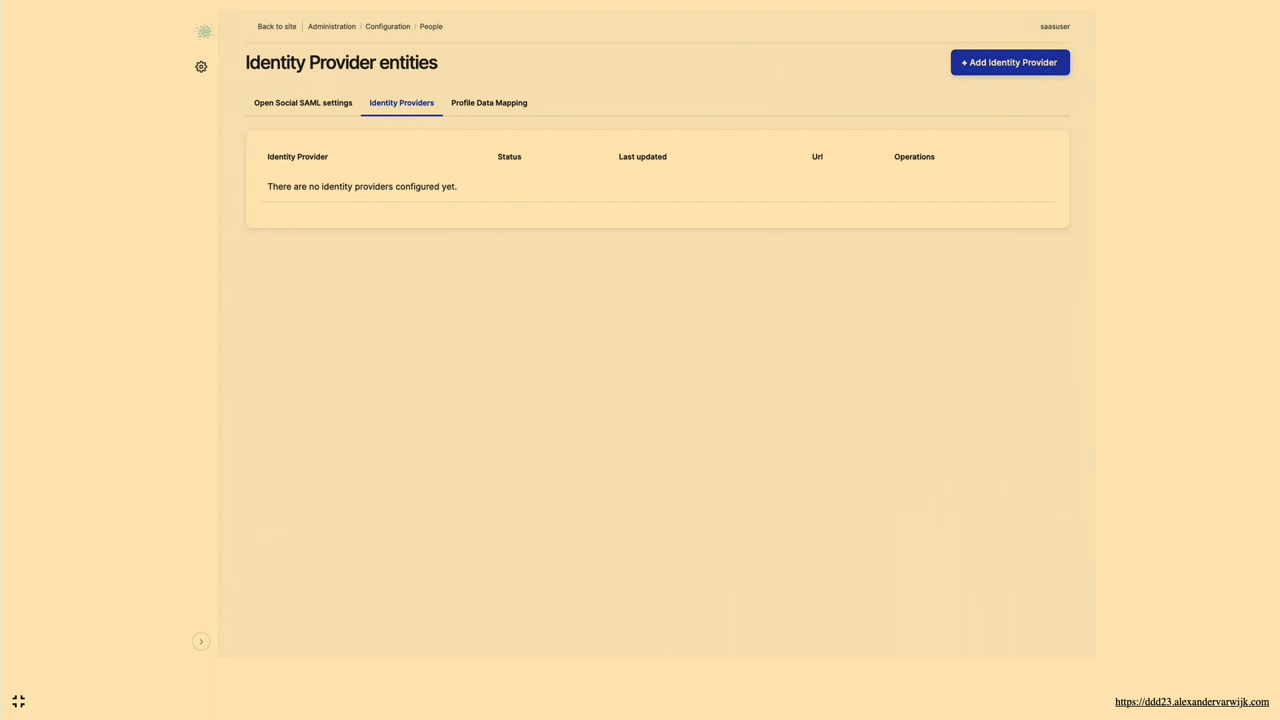 Back to site Administration / Configuration / People saasuser
Identity Provider entities
+ Add Identity Provider
Open Social SAML settings Identity Providers Profile Data Mapping
Identity Provider Status Last updated Url Operations
There are no identity providers configured yet.
https://ddd23.alexandervarwijk.com